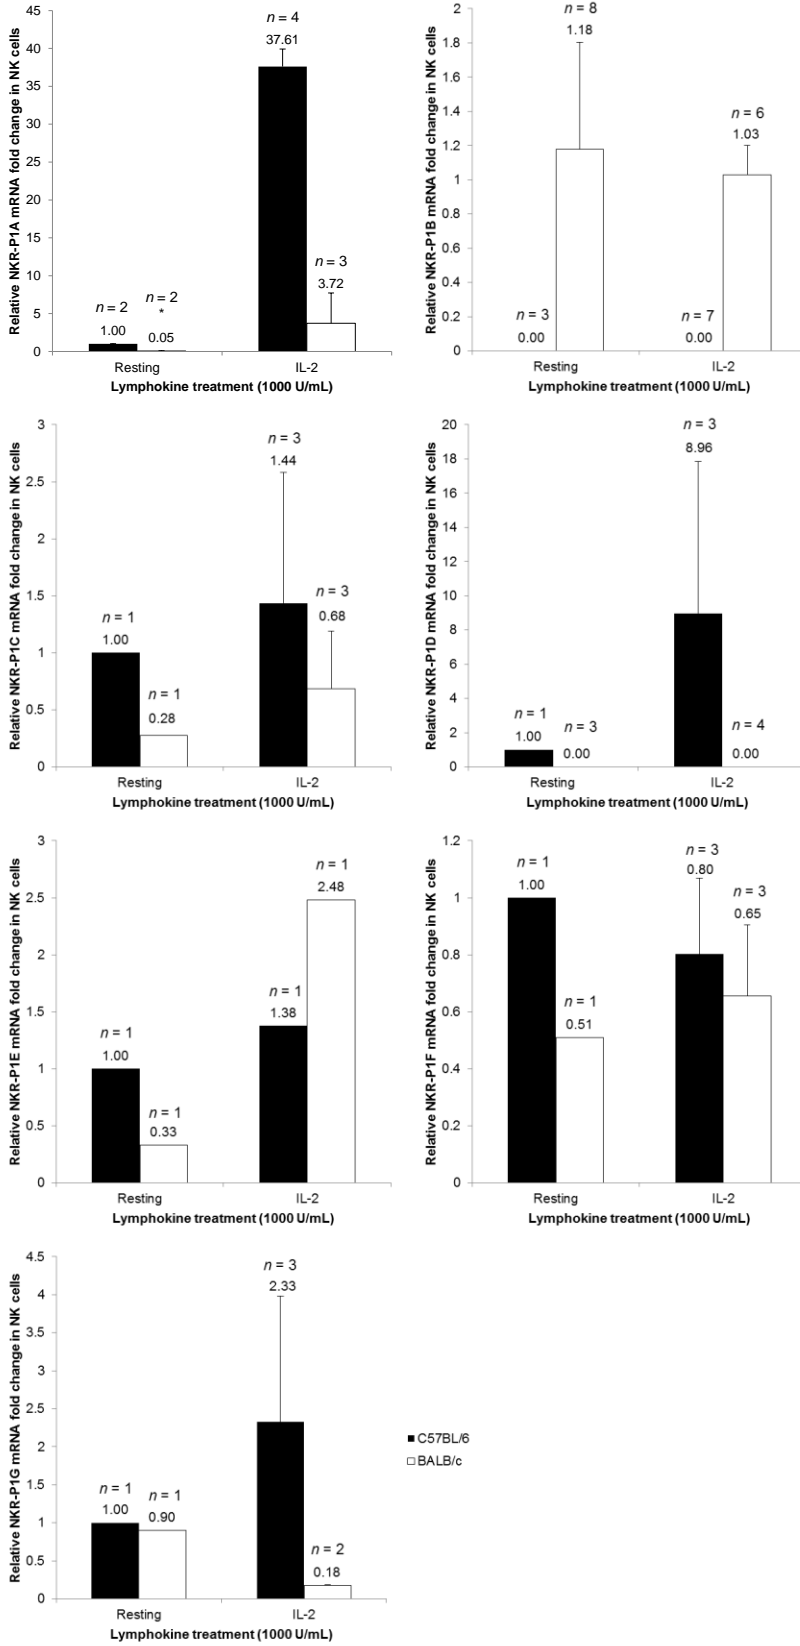 Relative NKR-P1A mRNA fold change in NK cells
45
40
35
30
25
20
15
10
5
0
n = 2
1.00
n = 2
*
0.05
n = 4
37.61
n = 3
3.72
Resting
IL-2
Lymphokine treatment (1000 U/mL)
Relative NKR-P1B mRNA fold change in NK cells
2
1.8
1.6
1.4
1.2
1
0.8
0.6
0.4
0.2
0
n = 3
0.00
n = 8
1.18
n = 7
0.00
n = 6
1.03
Resting
IL-2
Lymphokine treatment (1000 U/mL)
Relative NKR-P1C mRNA fold change in NK cells
3
2.5
2
1.5
1
0.5
0
n = 1
1.00
n = 1
0.28
n = 3
1.44
n = 3
0.68
Resting
IL-2
Lymphokine treatment (1000 U/mL)
Relative NKR-P1D mRNA fold change in NK cells
20
18
16
14
12
10
8
6
4
2
0
n = 1
1.00
n = 3
0.00
n = 3
8.96
n = 4
0.00
Resting
IL-2
Lymphokine treatment (1000 U/mL)
Relative NKR-P1E mRNA fold change in NK cells
3
2.5
2
1.5
1
0.5
0
n = 1
1.00
n = 1
0.33
n = 1
1.38
n = 1
2.48
Resting
IL-2
Lymphokine treatment (1000 U/mL)
Relative NKR-P1F mRNA fold change in NK cells
1.2
1
0.8
0.6
0.4
0.2
0
n = 1
1.00
n = 1
0.51
n = 3
0.80
n = 3
0.65
Resting
IL-2
Lymphokine treatment (1000 U/mL)
Relative NKR-P1G mRNA fold change in NK cells
4.5
4
3.5
3
2.5
2
1.5
1
0.5
0
n = 1
1.00
n = 1
0.90
n = 3
2.33
n = 2
0.18
Resting
IL-2
Lymphokine treatment (1000 U/mL)
C57BL/6
BALB/c